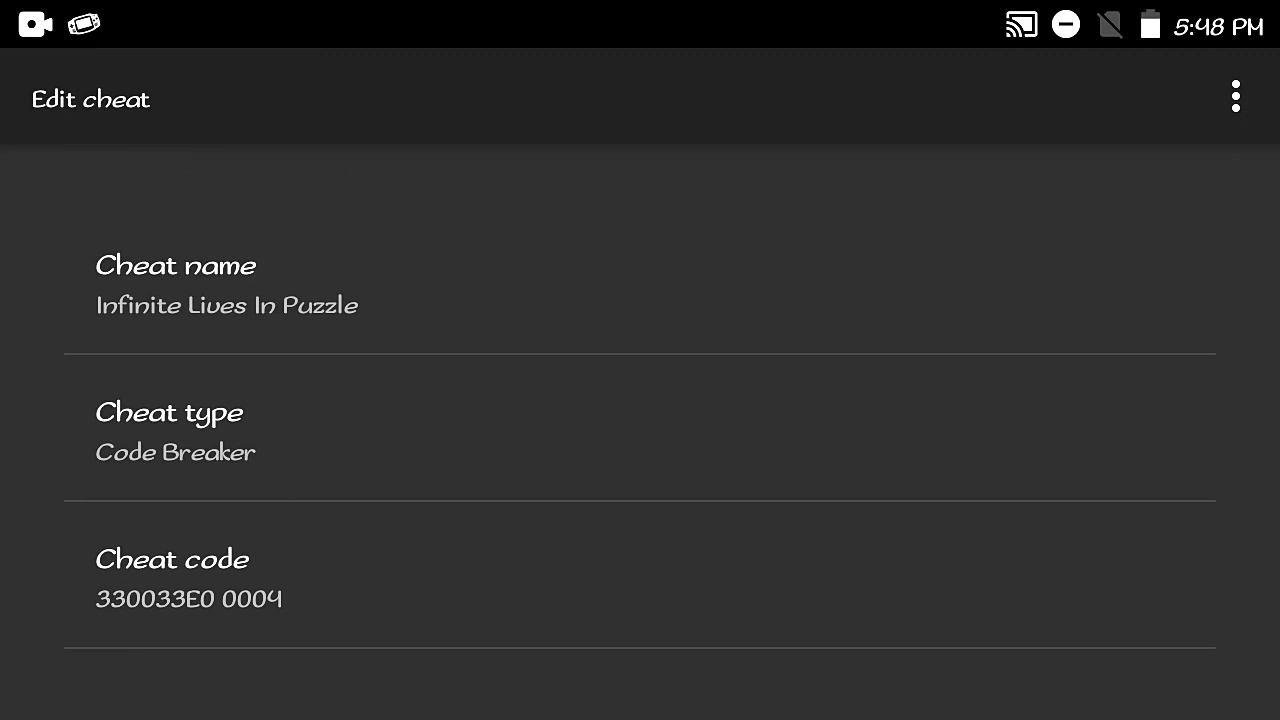 5:48 PM
Edit cheat
Cheat name
Infinite Lives In Puzzle
Cheat type
Code Breaker
Cheat code
330033E0 0004